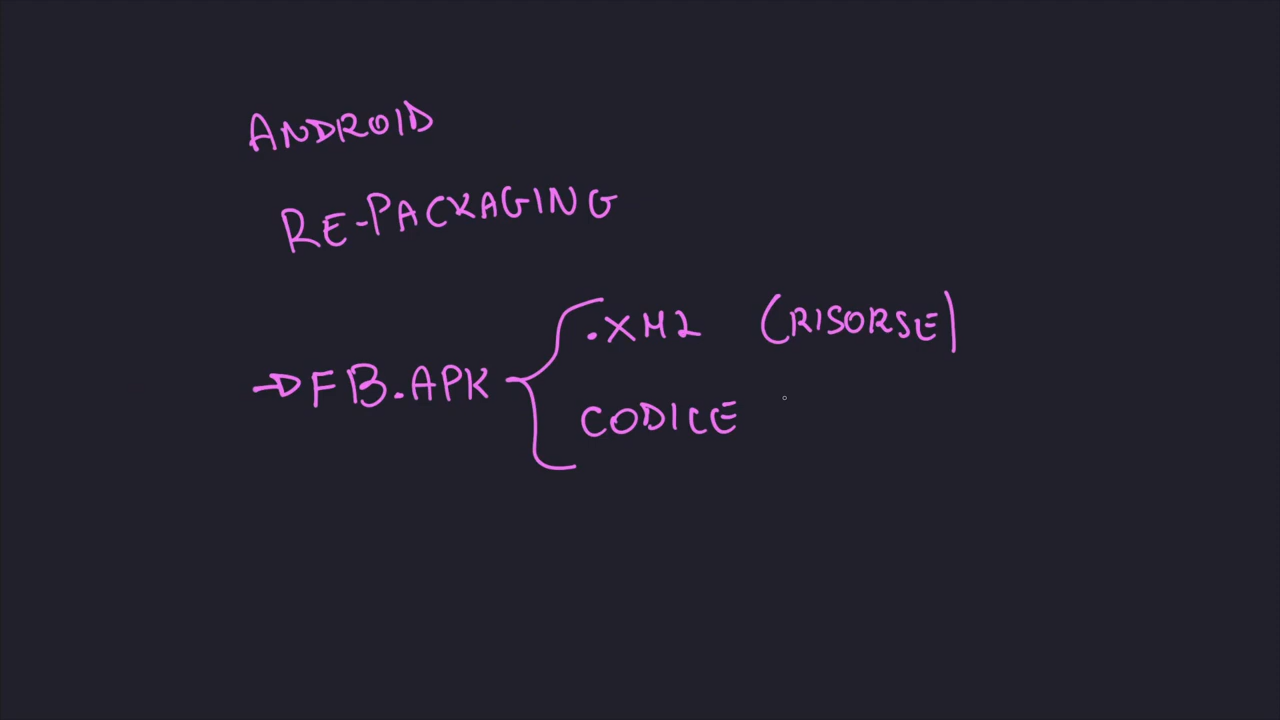 ANDROID
RE-PACKAGING
→ FB.APK
.XML (RISORSE)
CODICE